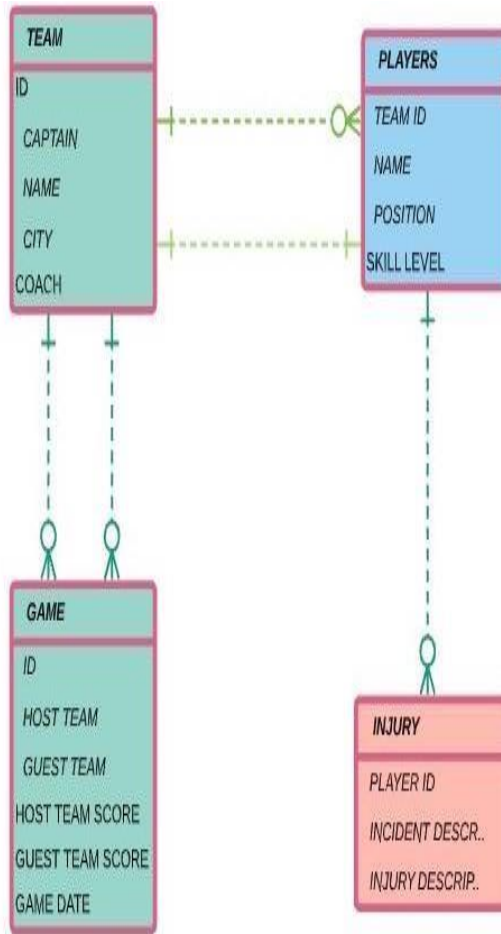 TEAM
ID
CAPTAIN
NAME
CITY
COACH
PLAYERS
TEAM ID
NAME
POSITION
SKILL LEVEL
GAME
ID
HOST TEAM
GUEST TEAM
HOST TEAM SCORE
GUEST TEAM SCORE
GAME DATE
INJURY
PLAYER ID
INCIDENT DESCR..
INJURY DESCRIP..